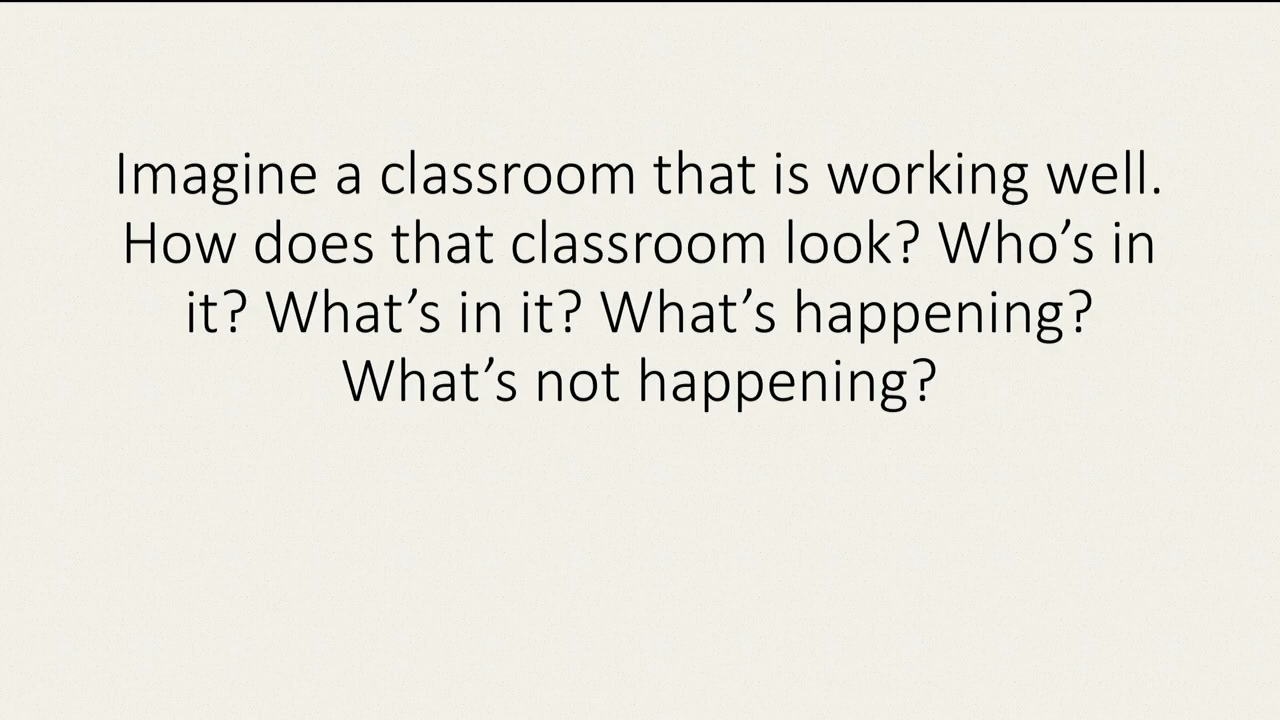 Imagine a classroom that is working well.
How does that classroom look? Who’s in
it? What’s in it? What’s happening?
What’s not happening?